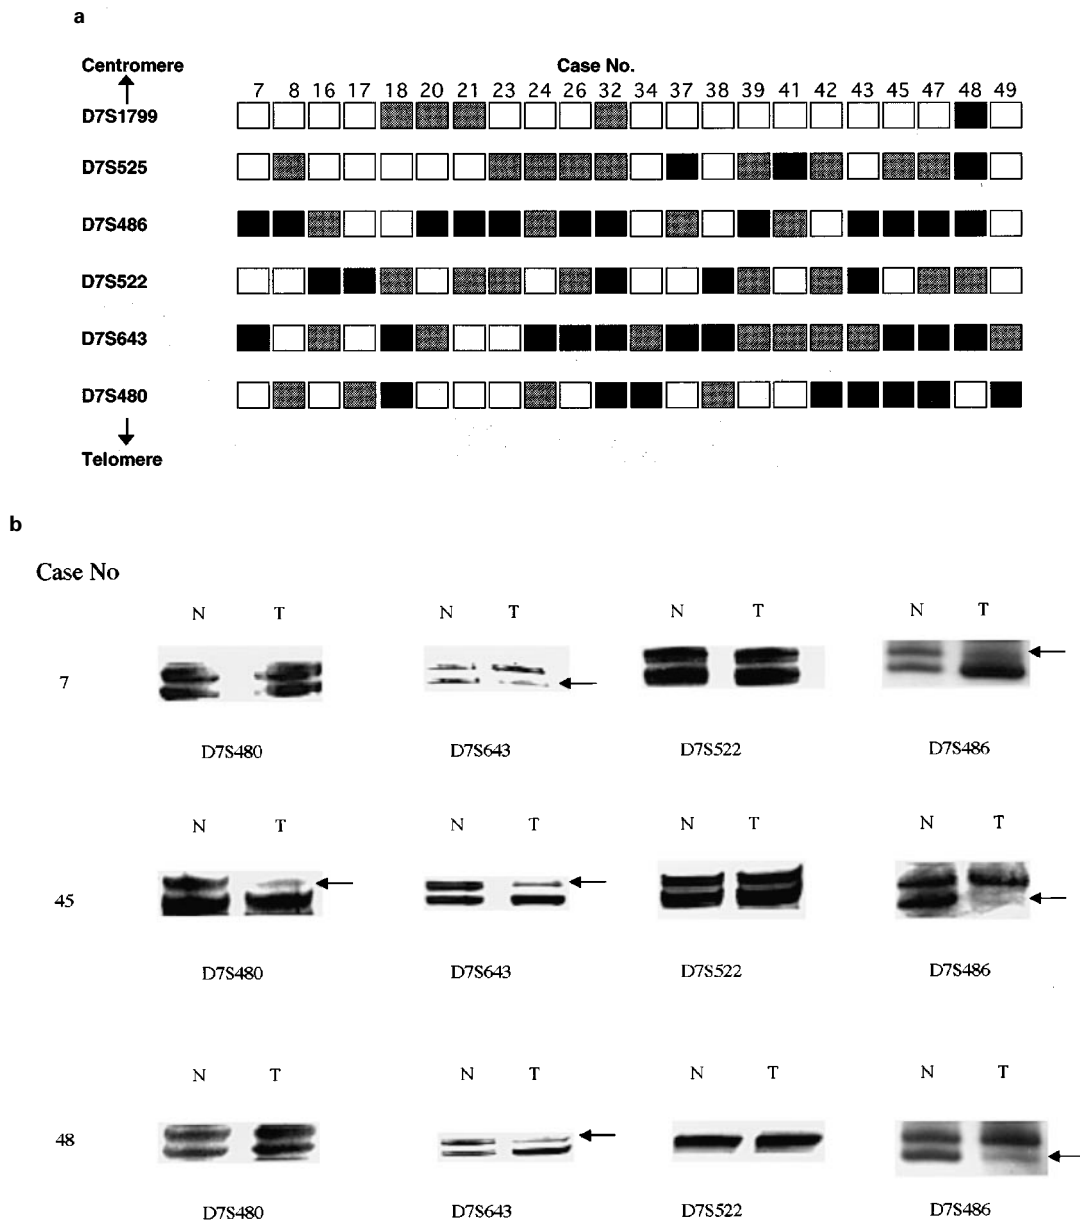 a
Centromere
Case No.
7 8 16 17 18 20 21 23 24 26 32 34 37 38 39 41 42 43 45 47 48 49
D7S1799
D7S525
D7S486
D7S522
D7S643
D7S480
Telomere
b
Case No
N T N T N T N T
7
D7S480 D7S643 D7S522 D7S486
N T N T N T N T
45
D7S480 D7S643 D7S522 D7S486
N T N T N T N T
48
D7S480 D7S643 D7S522 D7S486